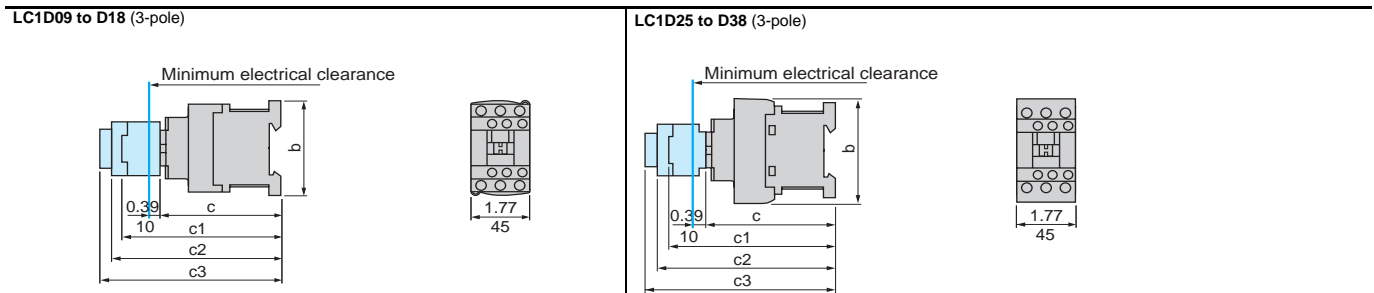 LC1D09 to D18 (3-pole)
Minimum electrical clearance
b
0.39
10
c
c1
c2
c3
1.77
45
LC1D25 to D38 (3-pole)
Minimum electrical clearance
b
0.39
10
c
c1
c2
c3
1.77
45